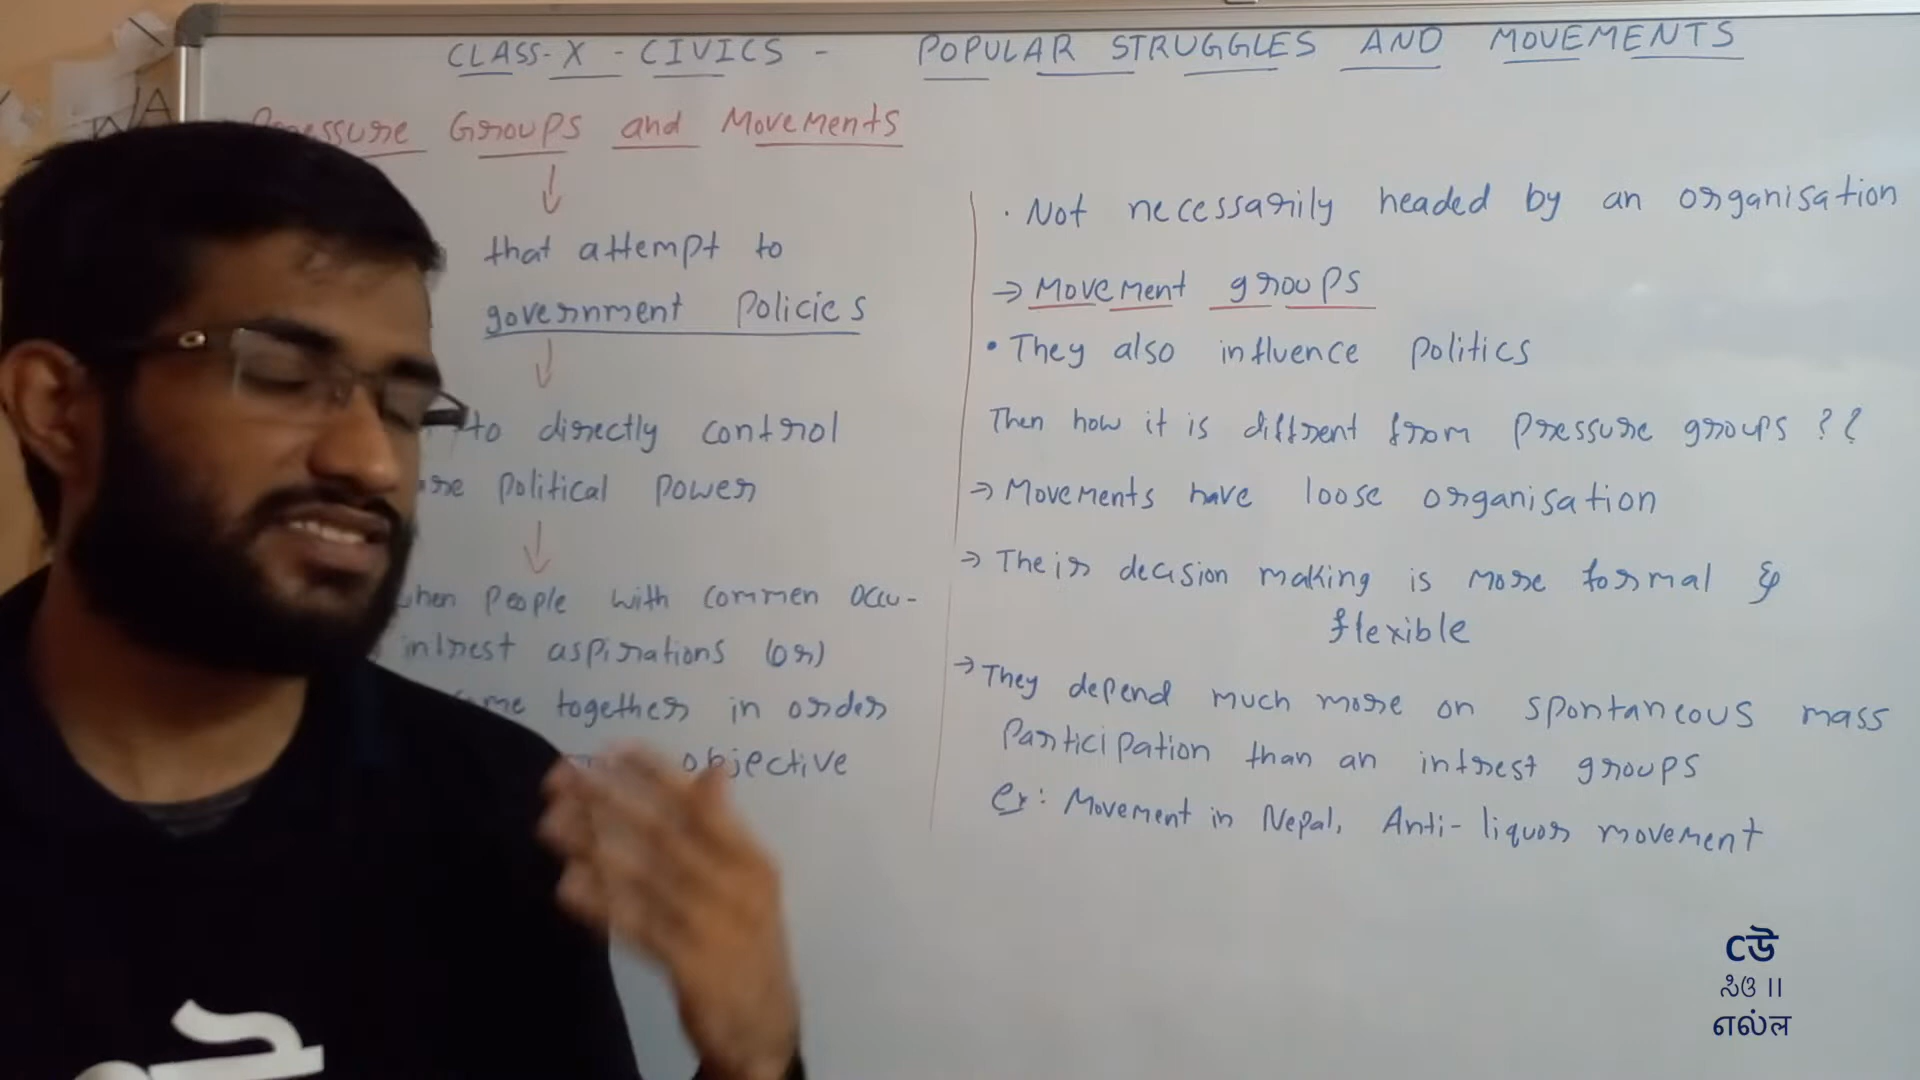 CLASS-X - CIVICS - POPULAR STRUGGLES AND MOVEMENTS
Groups and Movements
that attempt to
government Policies
to directly control
political power
when people with commen occu-
intrest aspirations (or)
together in order
objective
· Not necessarily headed by an organisation
→ Movement groups
• They also influence politics
Then how it is diffrent from pressure groups ??
→ Movements have loose organisation
→ Their decision making is more formal &
flexible
→ They depend much more on spontaneous mass
Participation than an intrest groups
Ex: Movement in Nepal, Anti-liquor movement